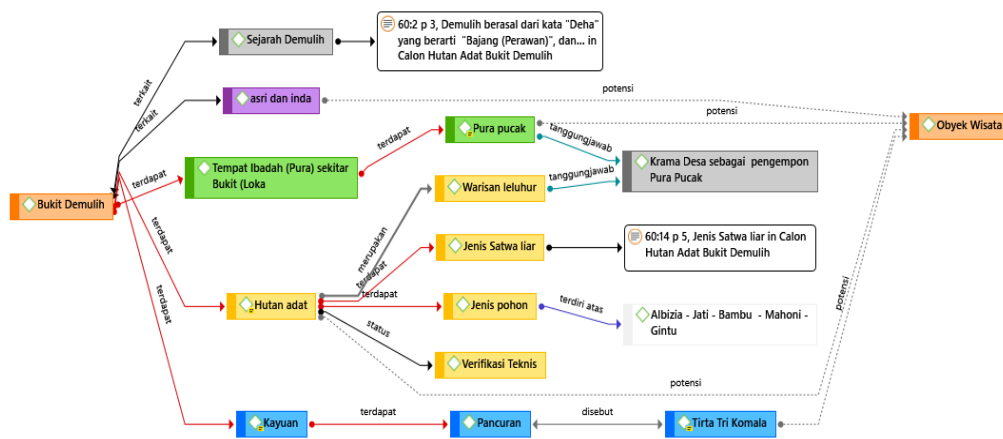 Sejarah Demulih
60:2 p 3, Demulih berasal dari kata "Deha"
yang berarti "Bajang (Perawan)", dan... in
Calon Hutan Adat Bukit Demulih
terkait
terkait
asri dan inda
potensi
potensi
Obyek Wisata
Pura pucak
terdapat
tanggungjawab
Krama Desa sebagai pengempon
Pura Pucak
Tempat Ibadah (Pura) sekitar
Bukit (Loka
terdapat
Warisan leluhur
tanggungjawab
Bukit Demulih
merupakan
Jenis Satwa liar
60:14 p 5, Jenis Satwa liar in Calon
Hutan Adat Bukit Demulih
terdapat
terdapat
terdapat
Hutan adat
Jenis pohon
terdiri atas
Albizia - Jati - Bambu - Mahoni -
Gintu
terdapat
status
Verifikasi Teknis
potensi
Kayuan
terdapat
Pancuran
disebut
Tirta Tri Komala